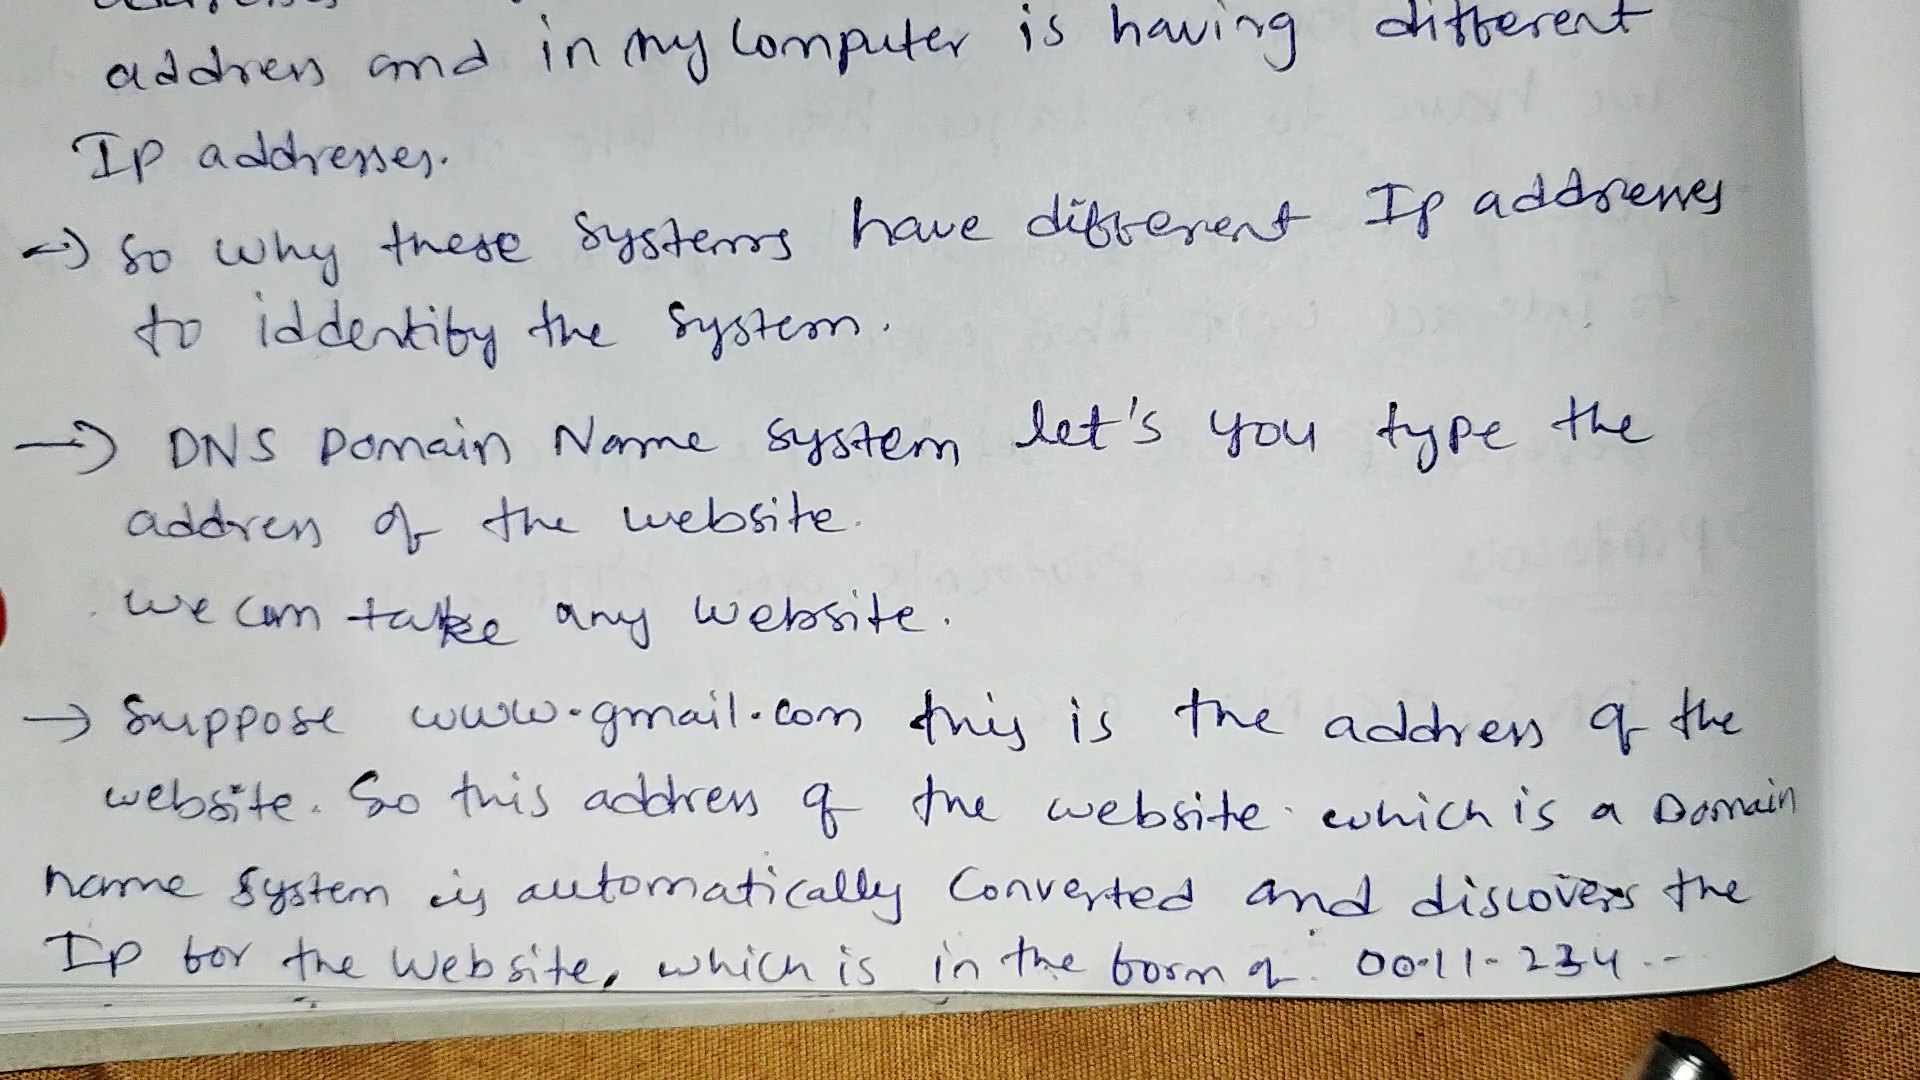 address and in my computer is having different
Ip addresses.
→ So why these systems have different Ip addresses
to iddentify the system.
→ DNS Domain Name system let's you type the
address of the website.
we can take any website.
→ Suppose www.gmail.com this is the address of the
website. So this address of the website which is a Domain
name system is automatically Converted and discovers the
Ip for the website, which is in the form of 00.11-234--